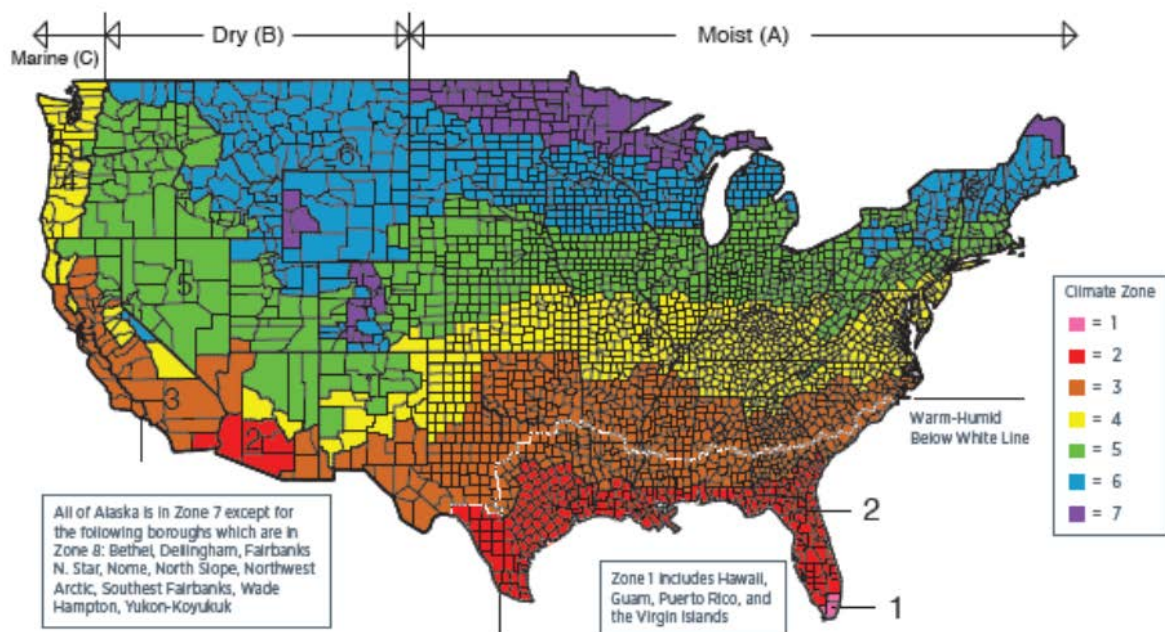 Marine (C)
Dry (B)
Moist (A)
4
5
6
3
2
4
Warm-Humid
Below White Line
2
1
Climate Zone
= 1
= 2
= 3
= 4
= 5
= 6
= 7
All of Alaska is in Zone 7 except for
the following boroughs which are in
Zone 8: Bethel, Dellingham, Fairbanks
N. Star, Nome, North Slope, Northwest
Arctic, Southest Fairbanks, Wade
Hampton, Yukon-Koyukuk
Zone 1 includes Hawaii,
Guam, Puerto Rico, and
the Virgin Islands